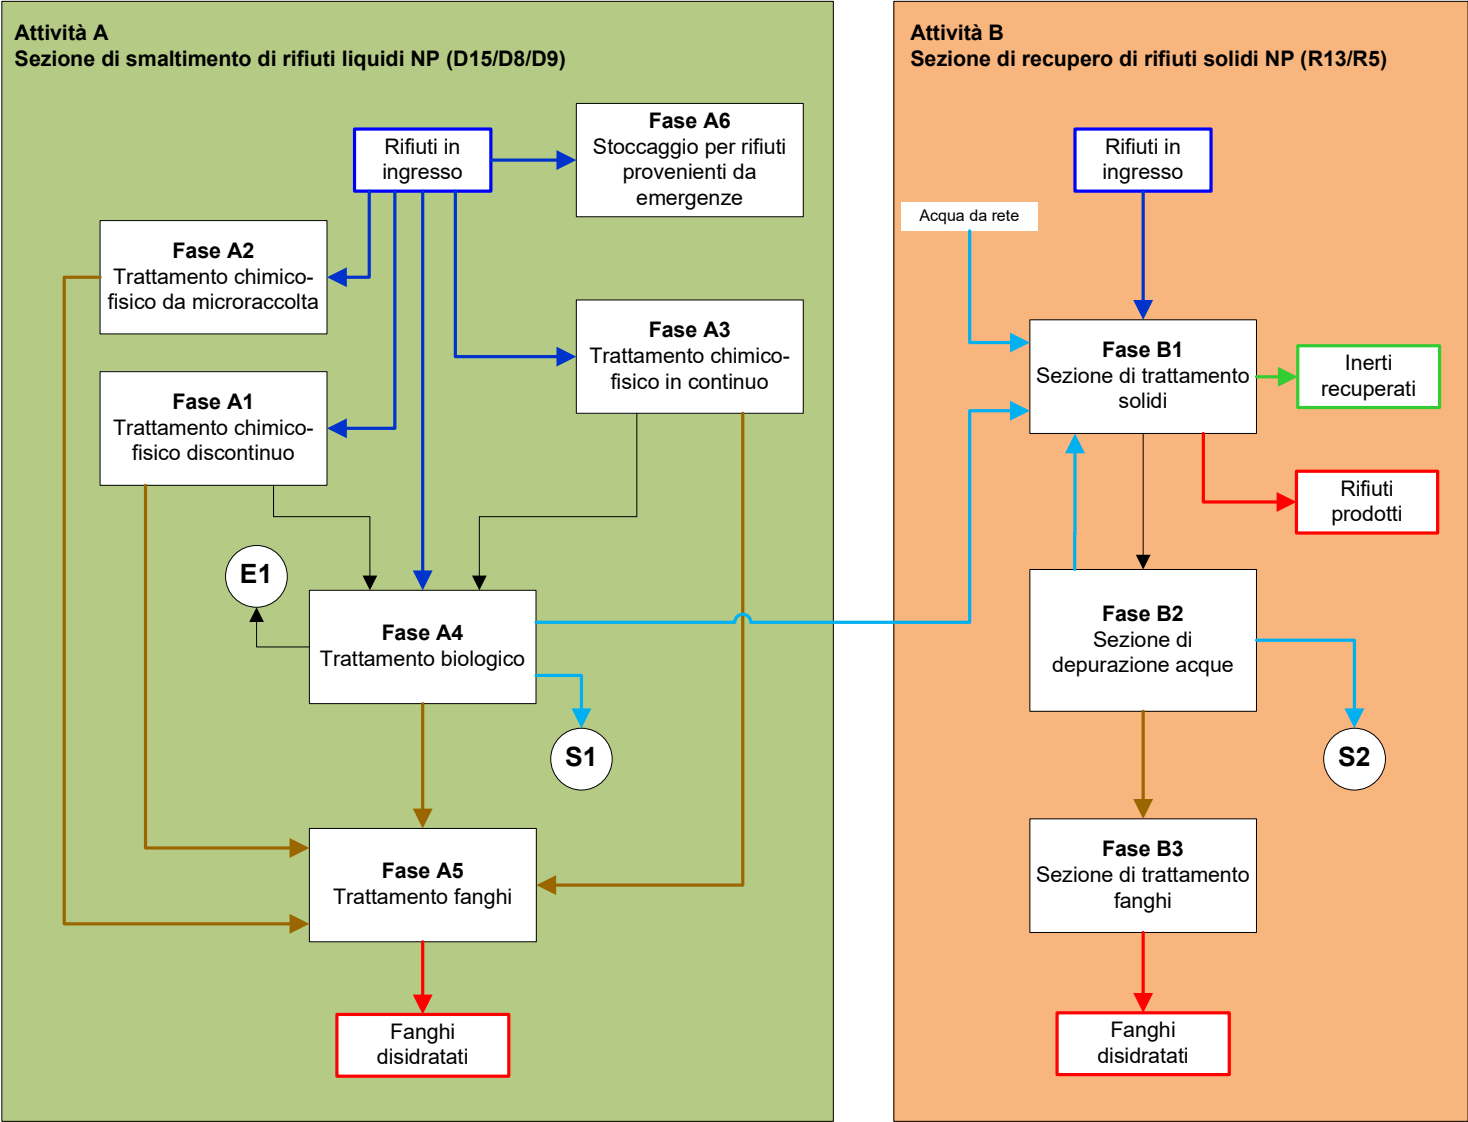 Attività A
Sezione di smaltimento di rifiuti liquidi NP (D15/D8/D9)
Rifiuti in
ingresso
Fase A6
Stoccaggio per rifiuti
provenienti da
emergenze
Fase A2
Trattamento chimico-
fisico da microraccolta
Fase A3
Trattamento chimico-
fisico in continuo
Fase A1
Trattamento chimico-
fisico discontinuo
E1
Fase A4
Trattamento biologico
S1
Fase A5
Trattamento fanghi
Fanghi
disidratati
Attività B
Sezione di recupero di rifiuti solidi NP (R13/R5)
Rifiuti in
ingresso
Acqua da rete
Fase B1
Sezione di trattamento
solidi
Inerti
recuperati
Rifiuti
prodotti
Fase B2
Sezione di
depurazione acque
S2
Fase B3
Sezione di trattamento
fanghi
Fanghi
disidratati